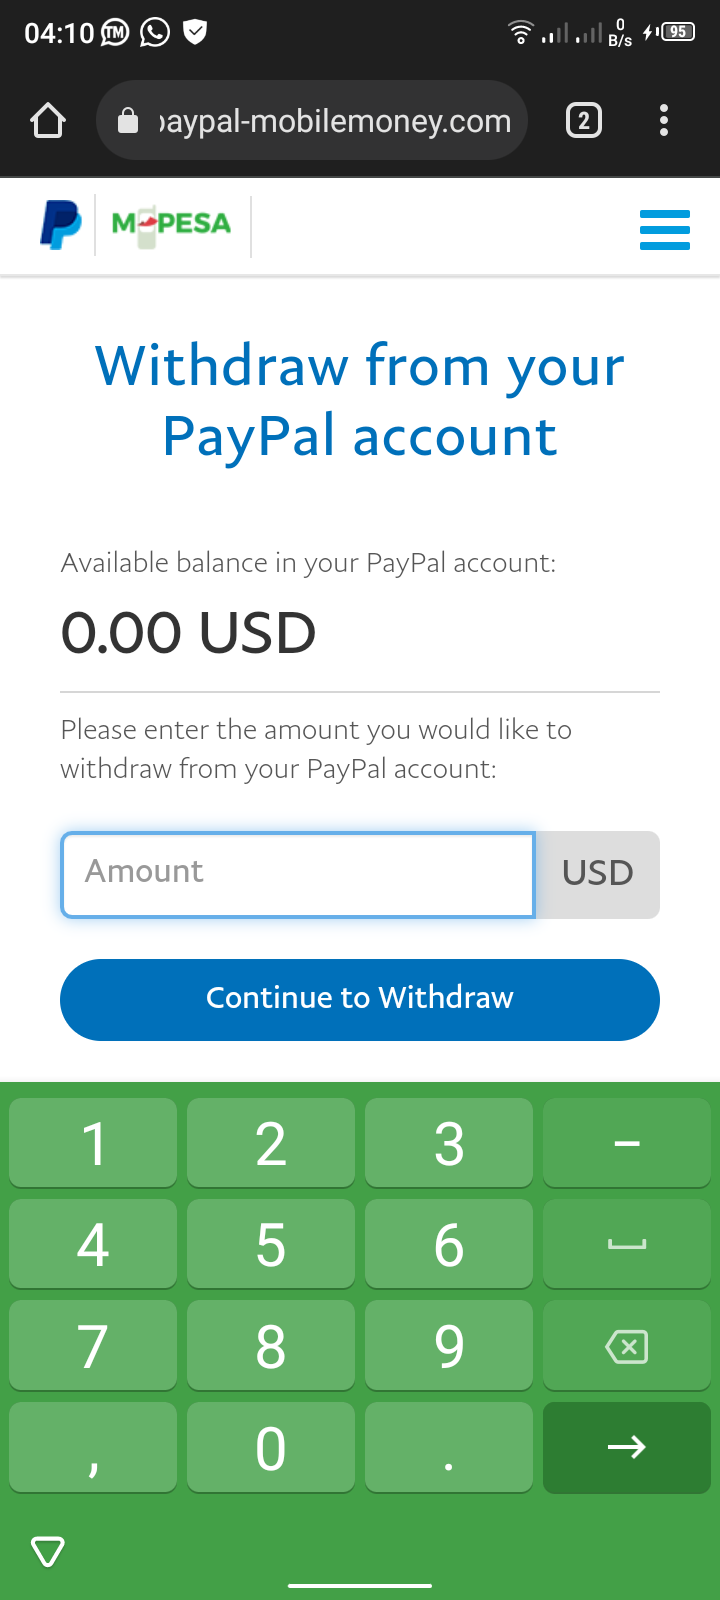 04:10 TM 0 B/s 95
paypal-mobilemoney.com 2
M-PESA
Withdraw from your
PayPal account
Available balance in your PayPal account:
0.00 USD
Please enter the amount you would like to
withdraw from your PayPal account:
Amount USD
Continue to Withdraw
1 2 3 –
4 5 6
7 8 9
, 0 .